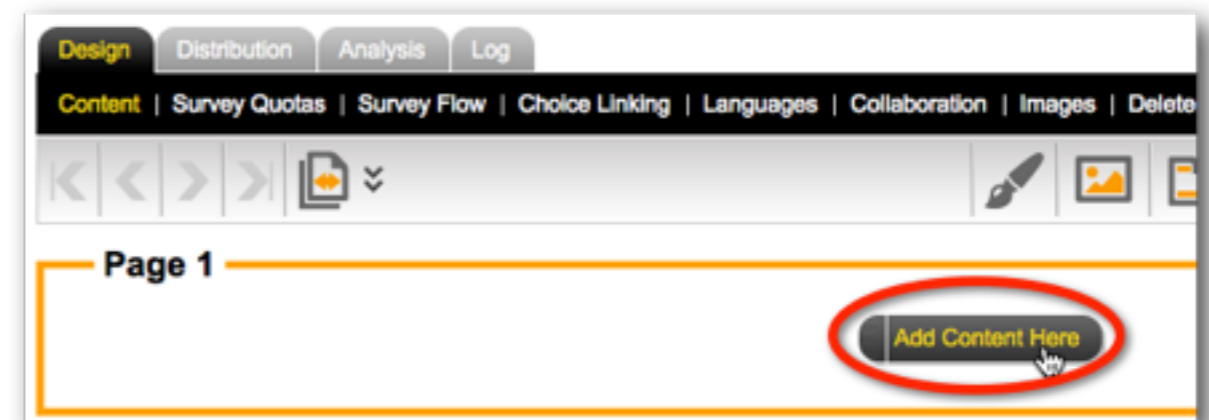 Design Distribution Analysis Log
Content | Survey Quotas | Survey Flow | Choice Linking | Languages | Collaboration | Images | Delete
Page 1
Add Content Here